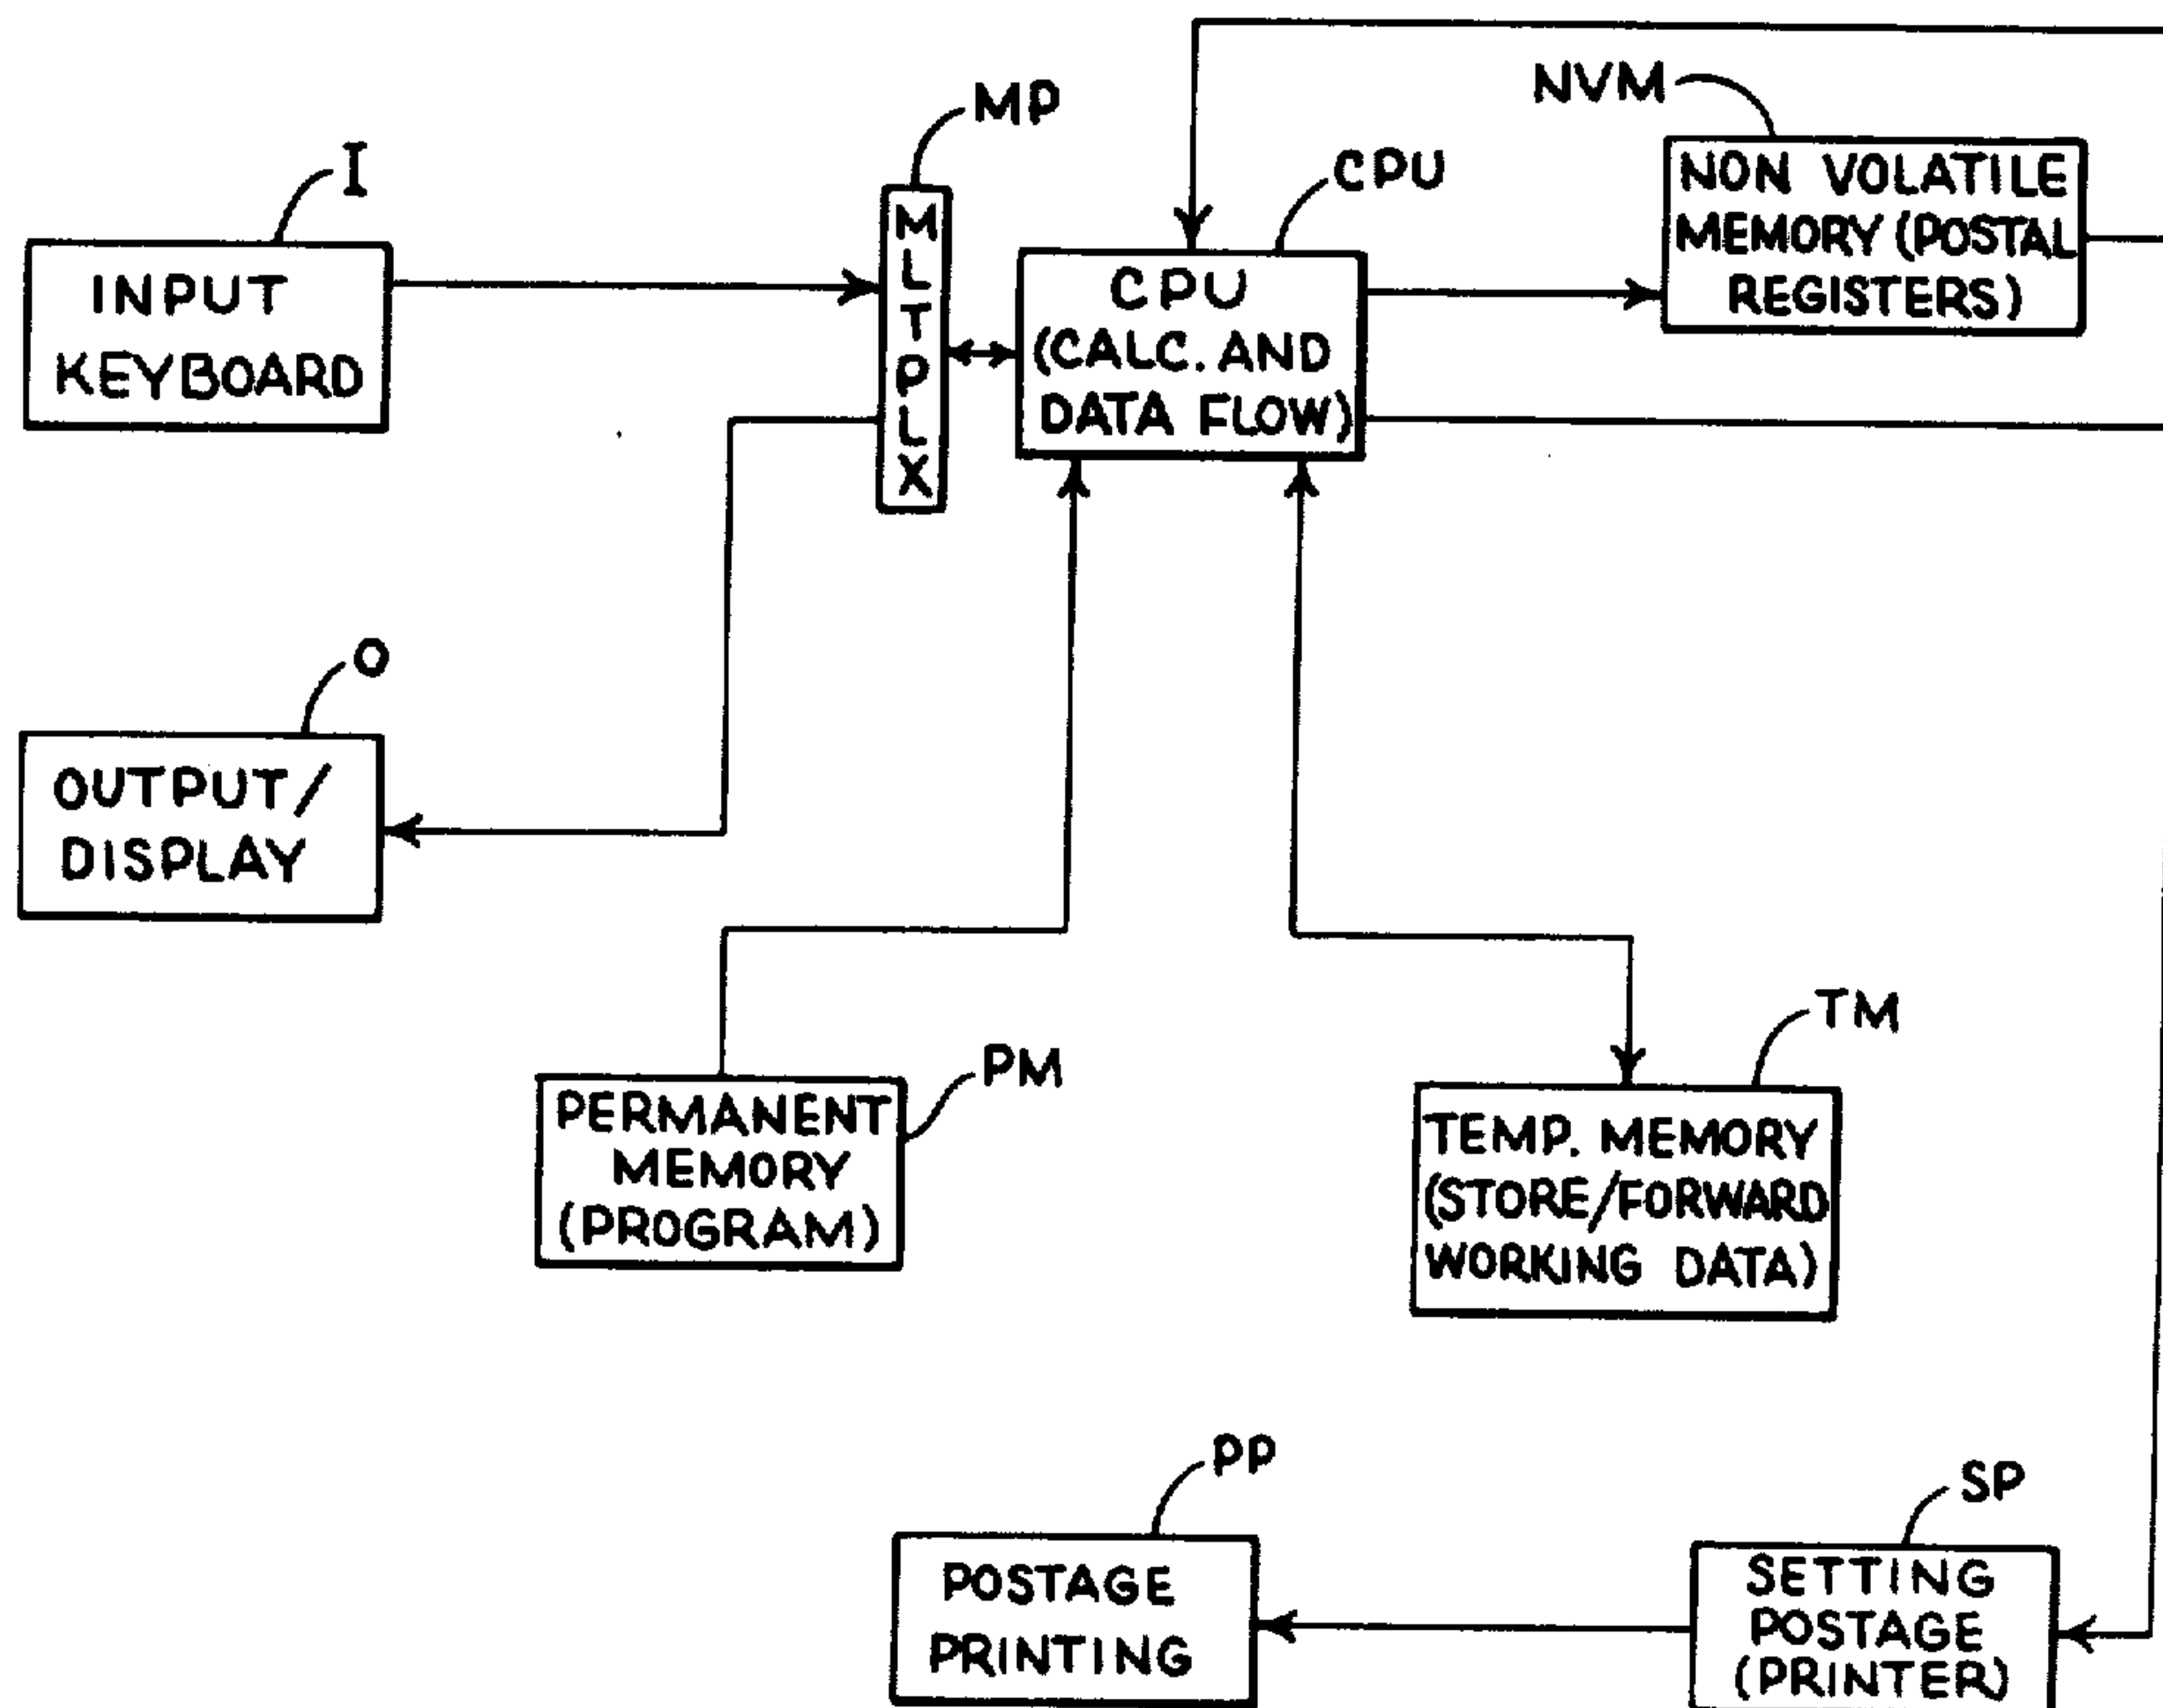 NVM
MP
CPU
I
NON VOLATILE
MEMORY (POSTAL
REGISTERS)
MLTPLX
INPUT
KEYBOARD
CPU
(CALC. AND
DATA FLOW)
O
OUTPUT/
DISPLAY
PM
PERMANENT
MEMORY
(PROGRAM)
TM
TEMP. MEMORY
(STORE/FORWARD
WORKING DATA)
PP
POSTAGE
PRINTING
SP
SETTING
POSTAGE
(PRINTER)